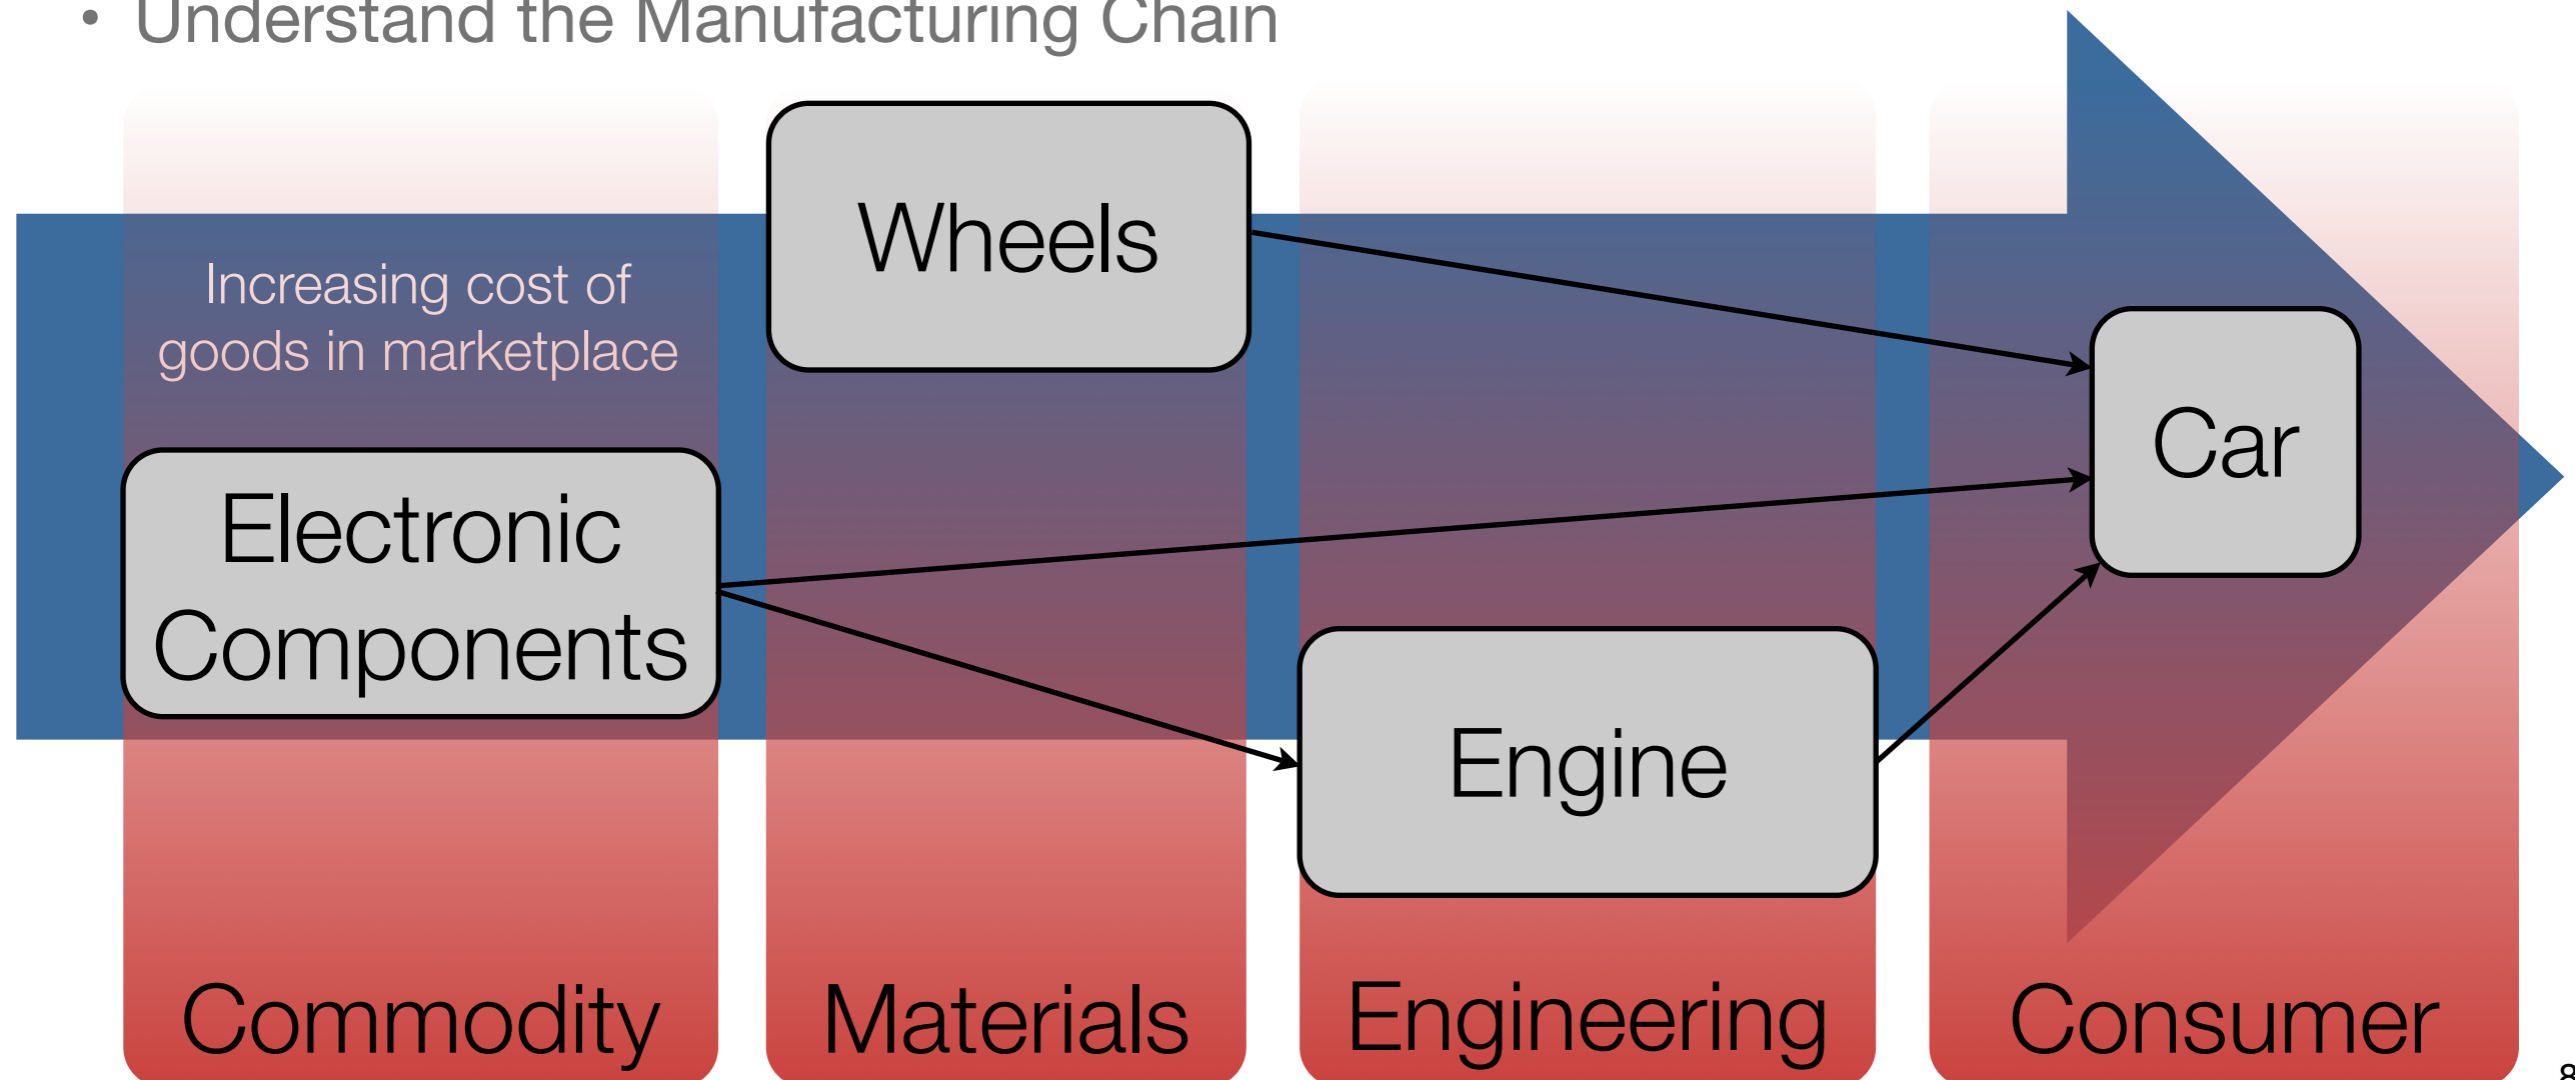 • Understand the Manufacturing Chain
Wheels
Increasing cost of
goods in marketplace
Car
Electronic
Components
Engine
Commodity
Materials
Engineering
Consumer
8